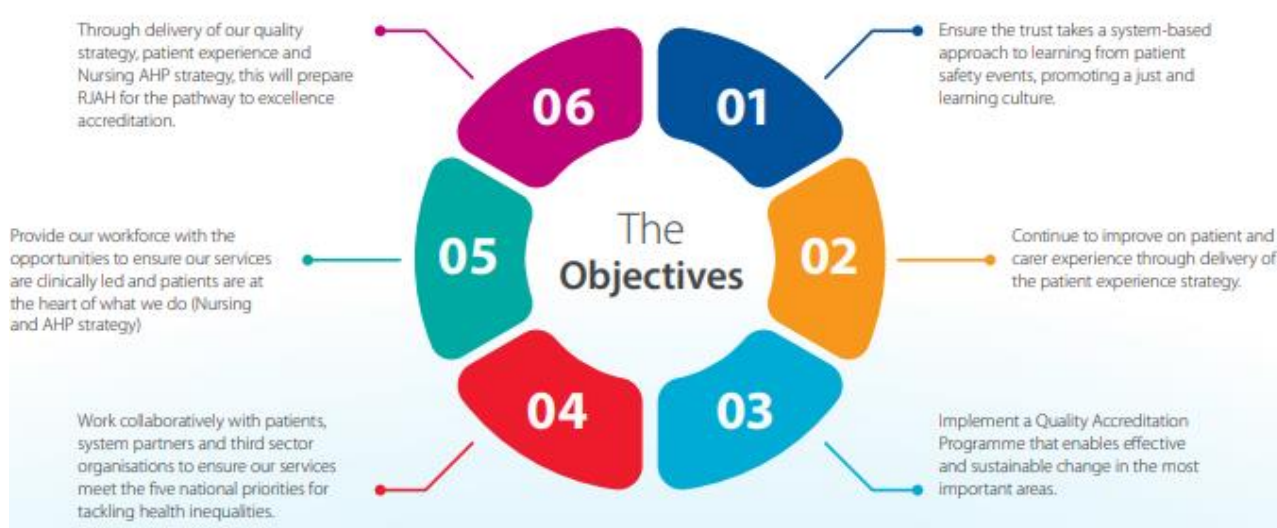 The
Objectives
01
Ensure the trust takes a system-based
approach to learning from patient
safety events, promoting a just and
learning culture.
02
Continue to improve on patient and
carer experience through delivery of
the patient experience strategy.
03
Implement a Quality Accreditation
Programme that enables effective
and sustainable change in the most
important areas.
04
Work collaboratively with patients,
system partners and third sector
organisations to ensure our services
meet the five national priorities for
tackling health inequalities.
05
Provide our workforce with the
opportunities to ensure our services
are clinically led and patients are at
the heart of what we do (Nursing
and AHP strategy)
06
Through delivery of our quality
strategy, patient experience and
Nursing AHP strategy, this will prepare
RJAH for the pathway to excellence
accreditation.